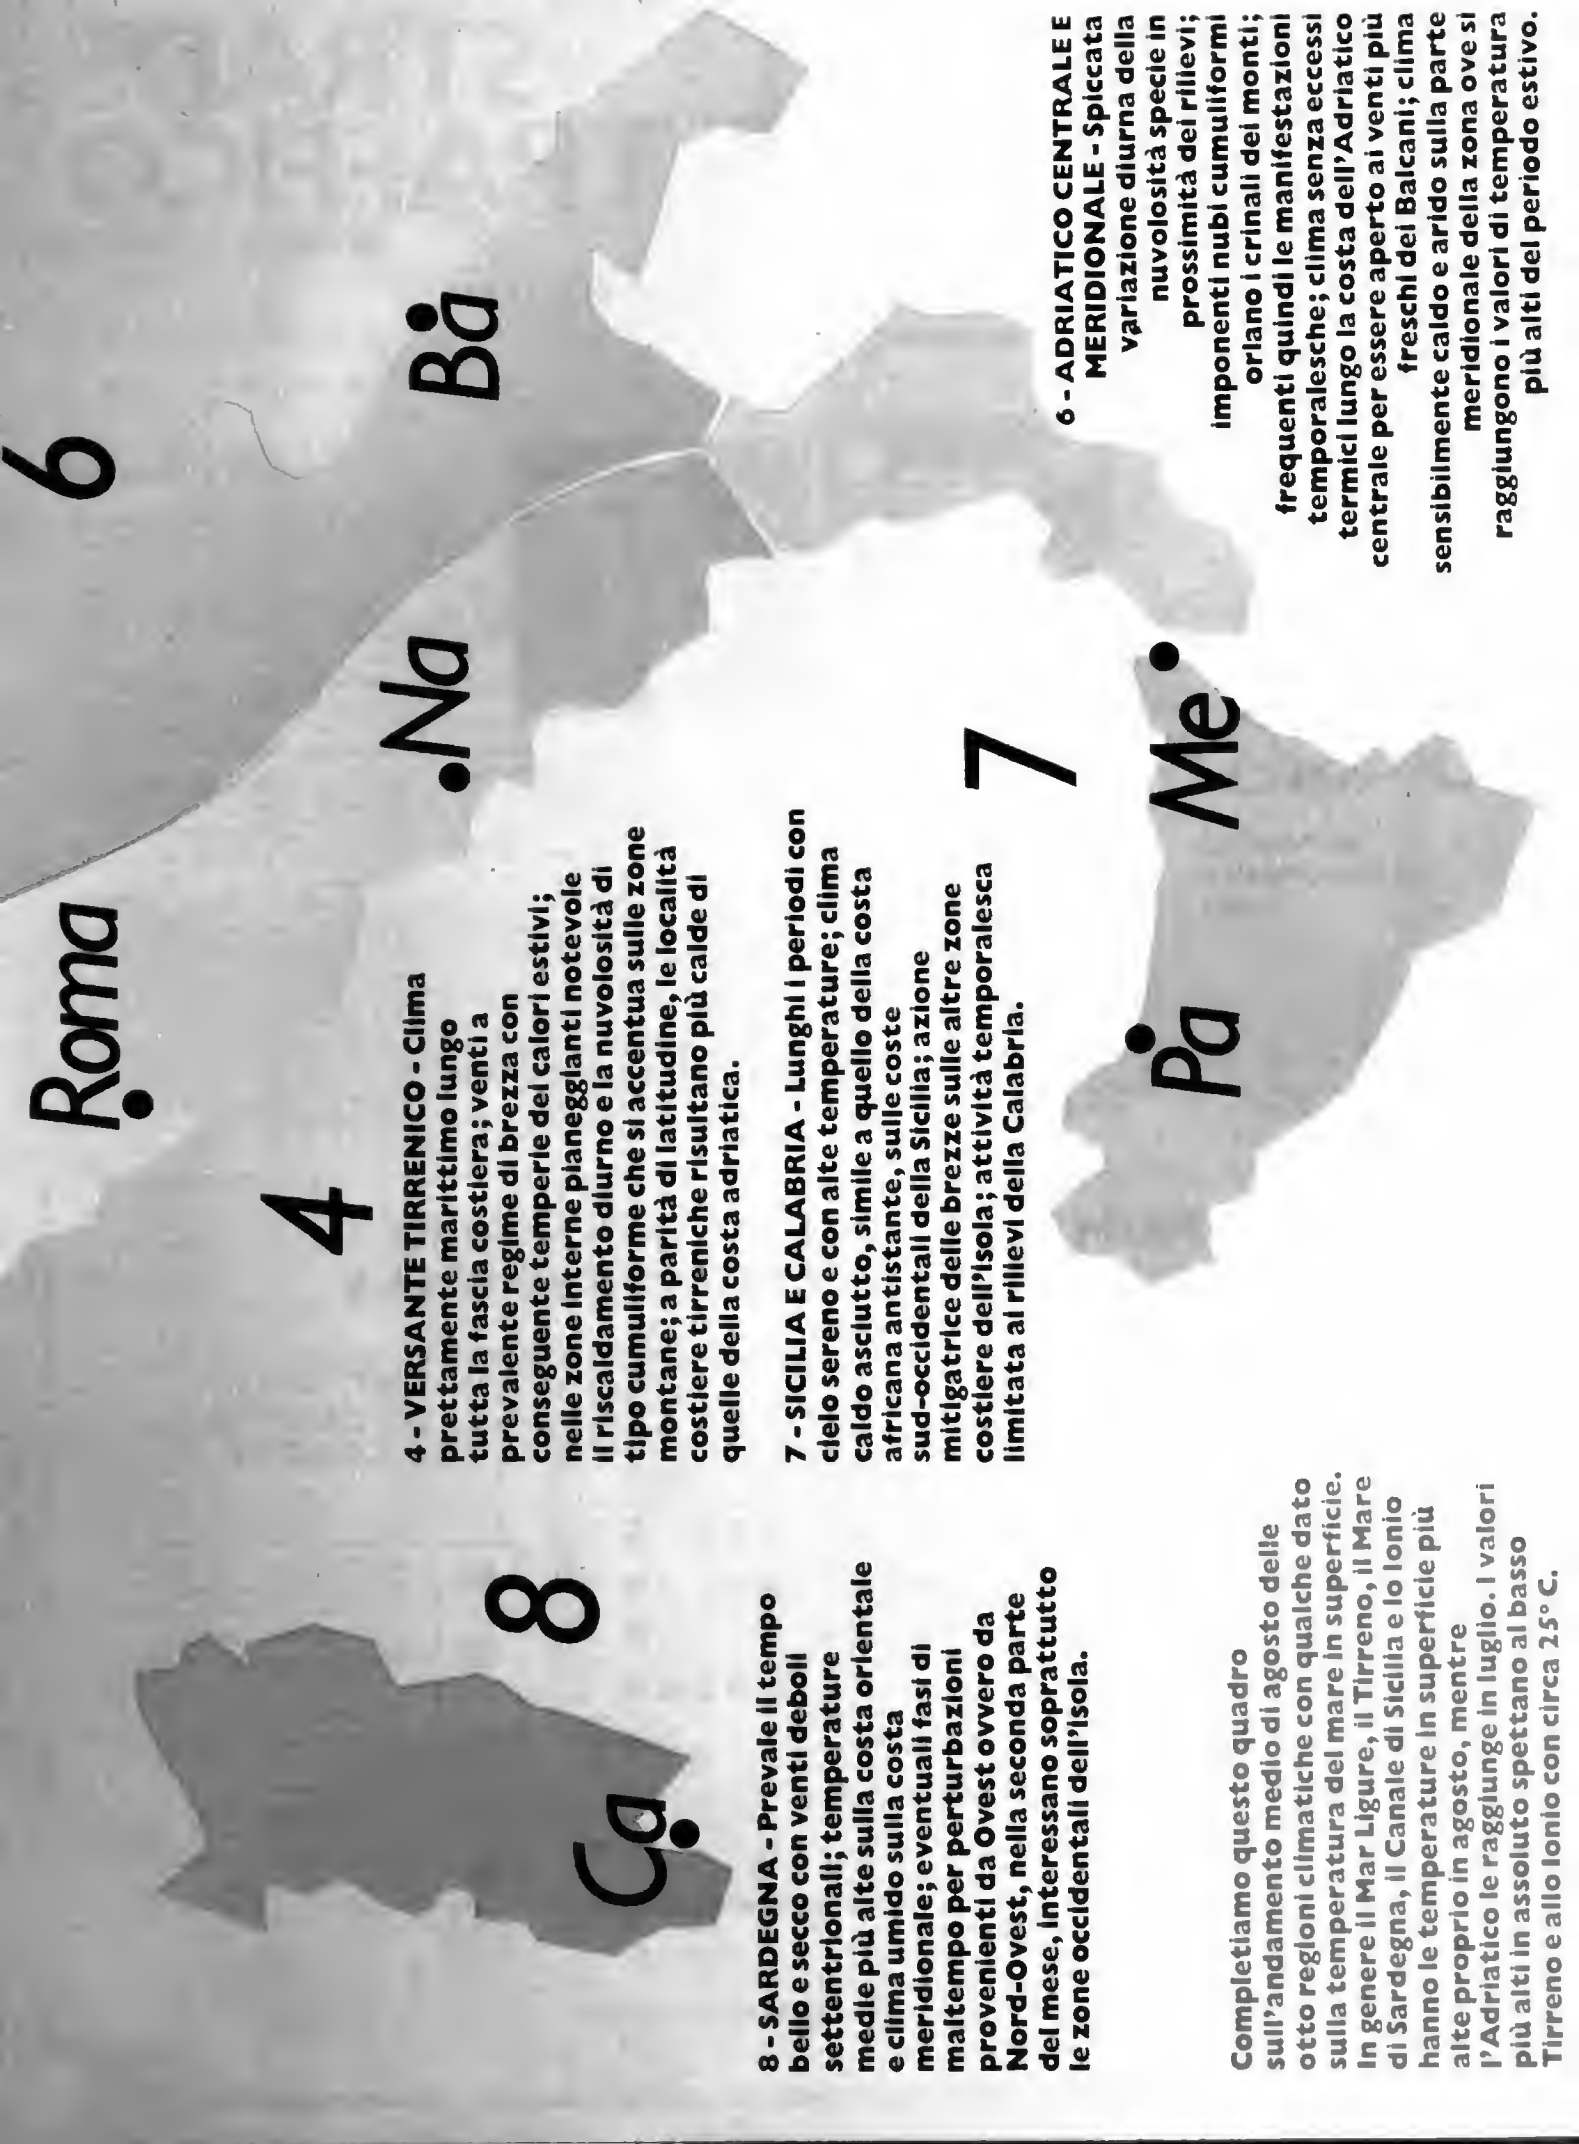 6
Roma
Ba
4
Na
8
Ca
7
Pa
Me
4 - VERSANTE TIRRENICO - Clima
prettamente marittimo lungo
tutta la fascia costiera; venti a
prevalente regime di brezza con
conseguente temperie dei calori estivi;
nelle zone interne pianeggianti notevole
il riscaldamento diurno e la nuvolosità di
tipo cumuliforme che si accentua sulle zone
montane; a parità di latitudine, le località
costiere tirreniche risultano più calde di
quelle della costa adriatica.
7 - SICILIA E CALABRIA - Lunghi i periodi con
cielo sereno e con alte temperature; clima
caldo asciutto, simile a quello della costa
africana antistante, sulle coste
sud-occidentali della Sicilia; azione
mitigatrice delle brezze sulle altre zone
costiere dell'Isola; attività temporalesca
limitata ai rilievi della Calabria.
8 - SARDEGNA - Prevale il tempo
bello e secco con venti deboli
settentrionali; temperature
medie più alte sulla costa orientale
e clima umido sulla costa
meridionale; eventuali fasi di
maltempo per perturbazioni
provenienti da Ovest ovvero da
Nord-Ovest, nella seconda parte
del mese, interessano soprattutto
le zone occidentali dell'Isola.
6 - ADRIATICO CENTRALE E
MERIDIONALE - Spiccata
variazione diurna della
nuvolosità specie in
prossimità dei rilievi;
imponenti nubi cumuliformi
orlano i crinali dei monti;
frequenti quindi le manifestazioni
temporalesche; clima senza eccessi
termici lungo la costa dell'Adriatico
centrale per essere aperto ai venti più
freschi dei Balcani; clima
sensibilmente caldo e arido sulla parte
meridionale della zona ove si
raggiungono i valori di temperatura
più alti del periodo estivo.
Completiamo questo quadro
sull'andamento medio di agosto delle
otto regioni climatiche con qualche dato
sulla temperatura del mare in superficie.
In genere il Mar Ligure, il Tirreno, il Mare
di Sardegna, il Canale di Sicilia e lo Ionio
hanno le temperature in superficie più
alte proprio in agosto, mentre
l'Adriatico le raggiunge in luglio. I valori
più alti in assoluto spettano al basso
Tirreno e allo Ionio con circa 25° C.